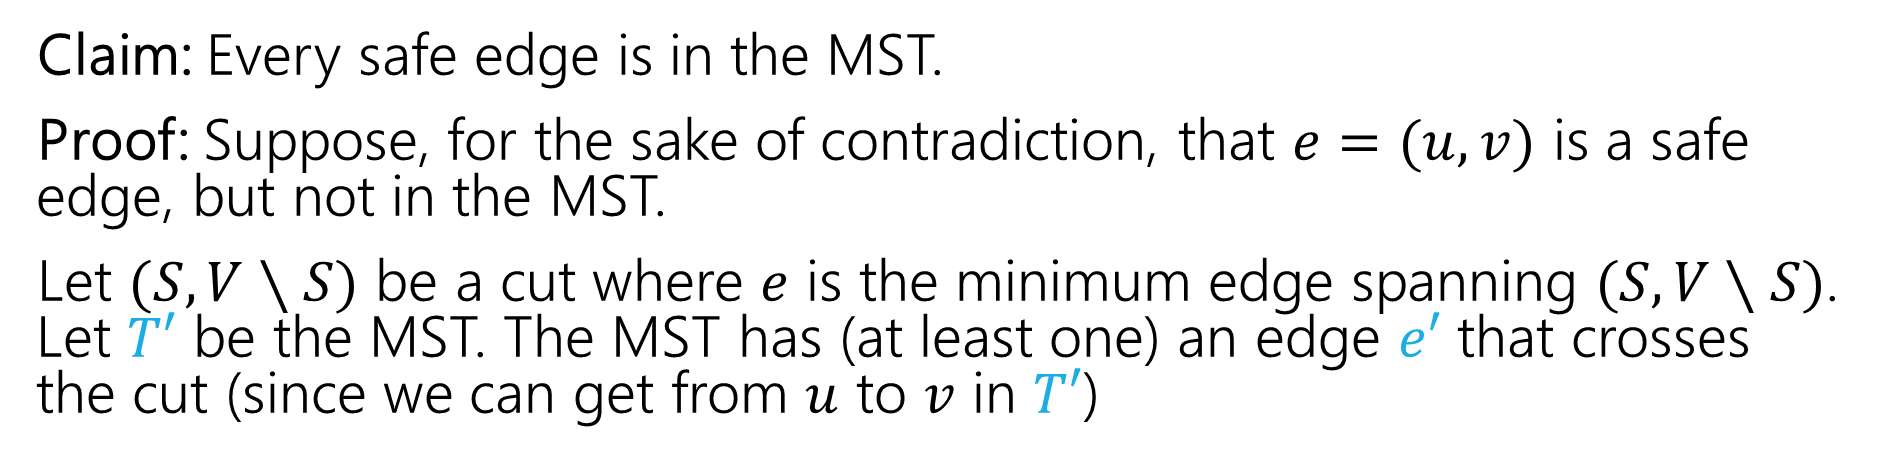 Claim: Every safe edge is in the MST.
Proof: Suppose, for the sake of contradiction, that e = (u, v) is a safe
edge, but not in the MST.
Let (S, V \ S) be a cut where e is the minimum edge spanning (S, V \ S).
Let T′ be the MST. The MST has (at least one) an edge e′ that crosses
the cut (since we can get from u to v in T′)